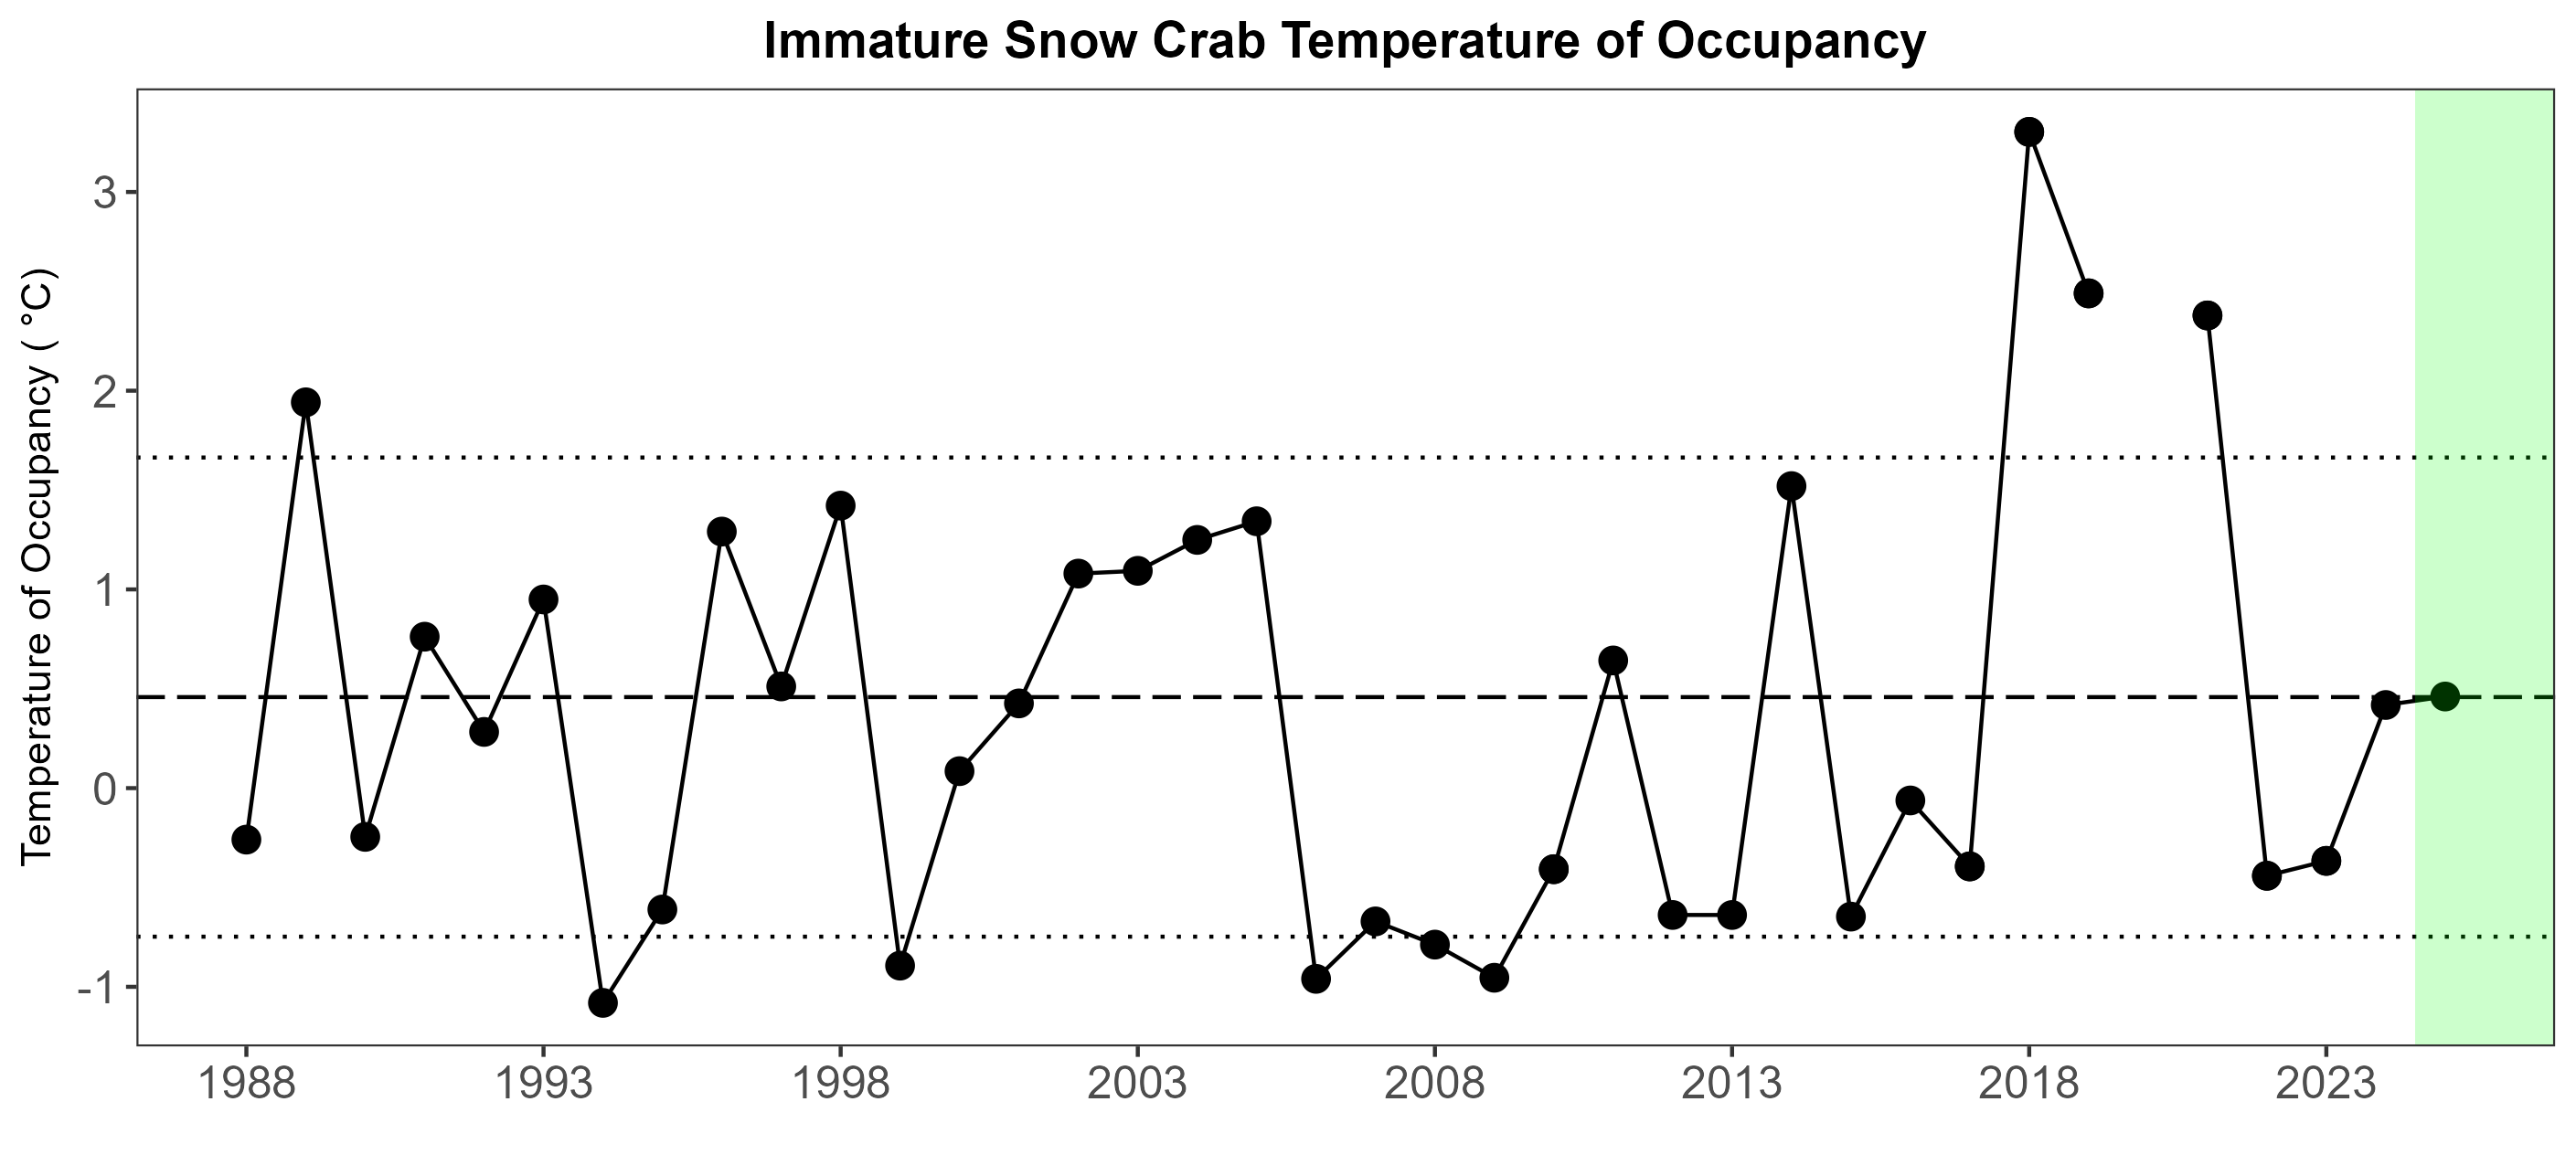 Immature Snow Crab Temperature of Occupancy
Temperature of Occupancy ( °C)
3
2
1
0
-1
1988 1993 1998 2003 2008 2013 2018 2023